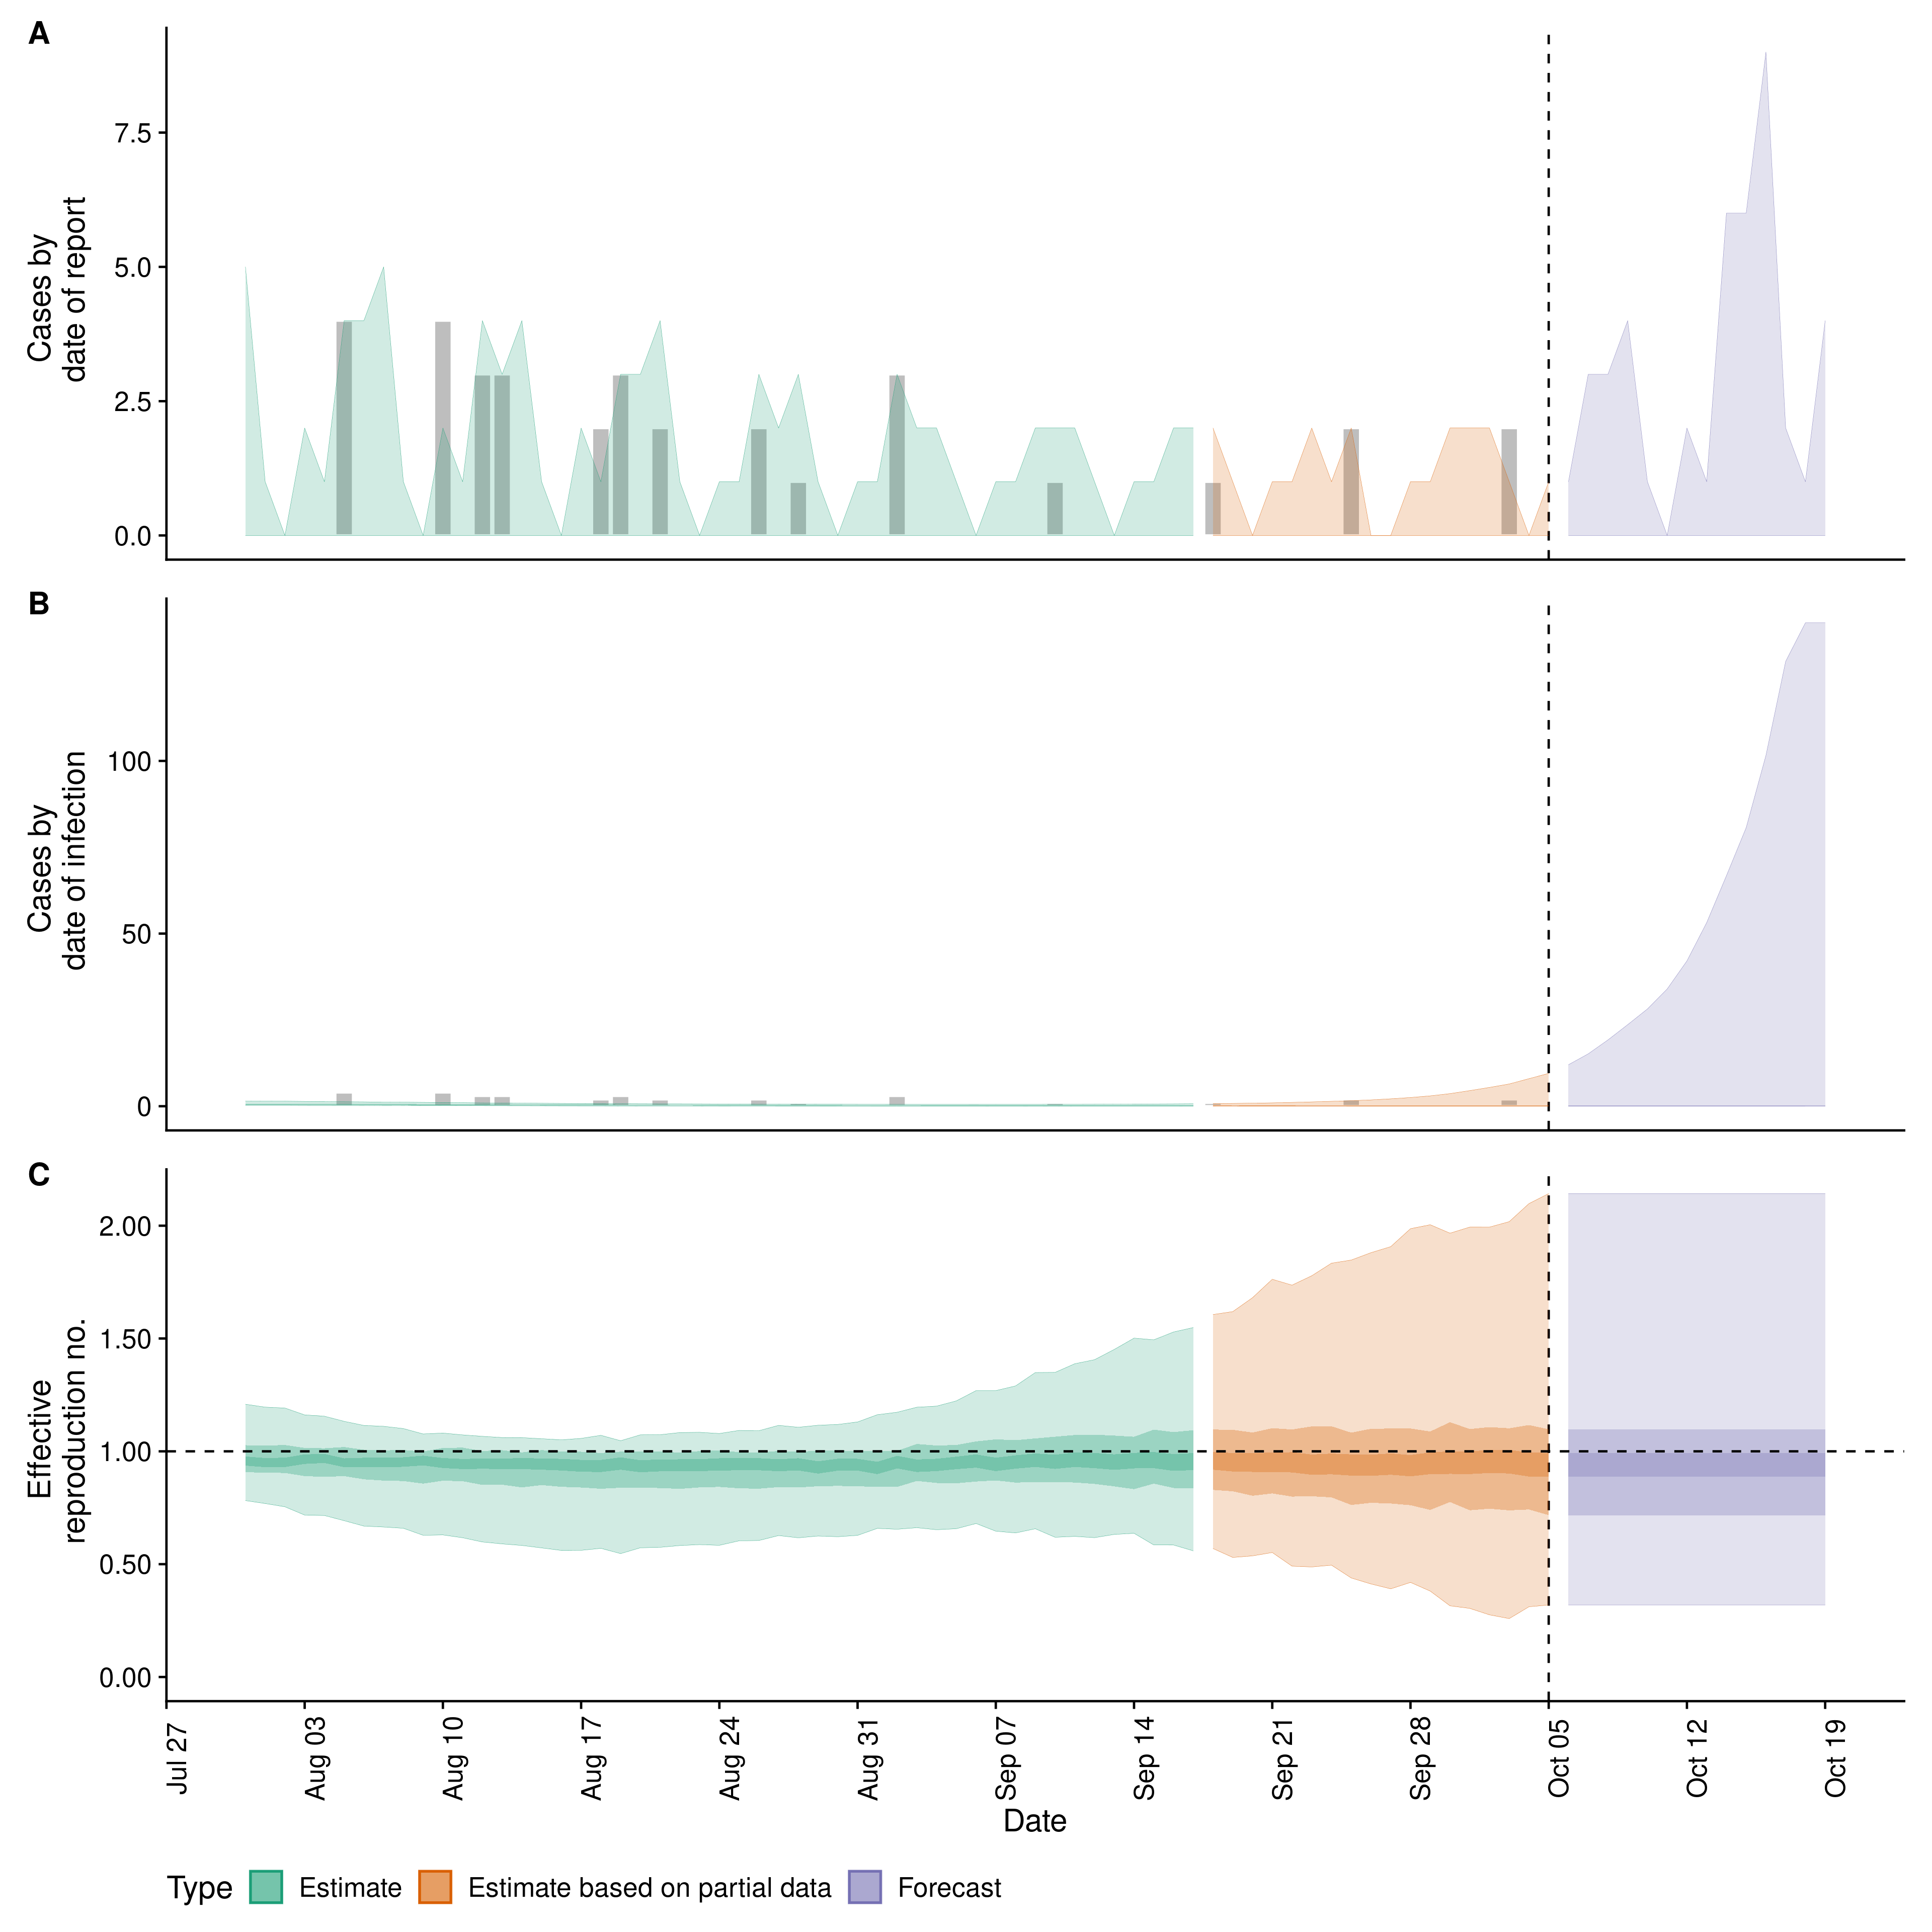 A
Cases by
date of report
7.5
5.0
2.5
0.0
B
Cases by
date of infection
100
50
0
C
Effective
reproduction no.
2.00
1.50
1.00
0.50
0.00
Jul 27
Aug 03
Aug 10
Aug 17
Aug 24
Aug 31
Sep 07
Sep 14
Sep 21
Sep 28
Oct 05
Oct 12
Oct 19
Date
Type Estimate Estimate based on partial data Forecast